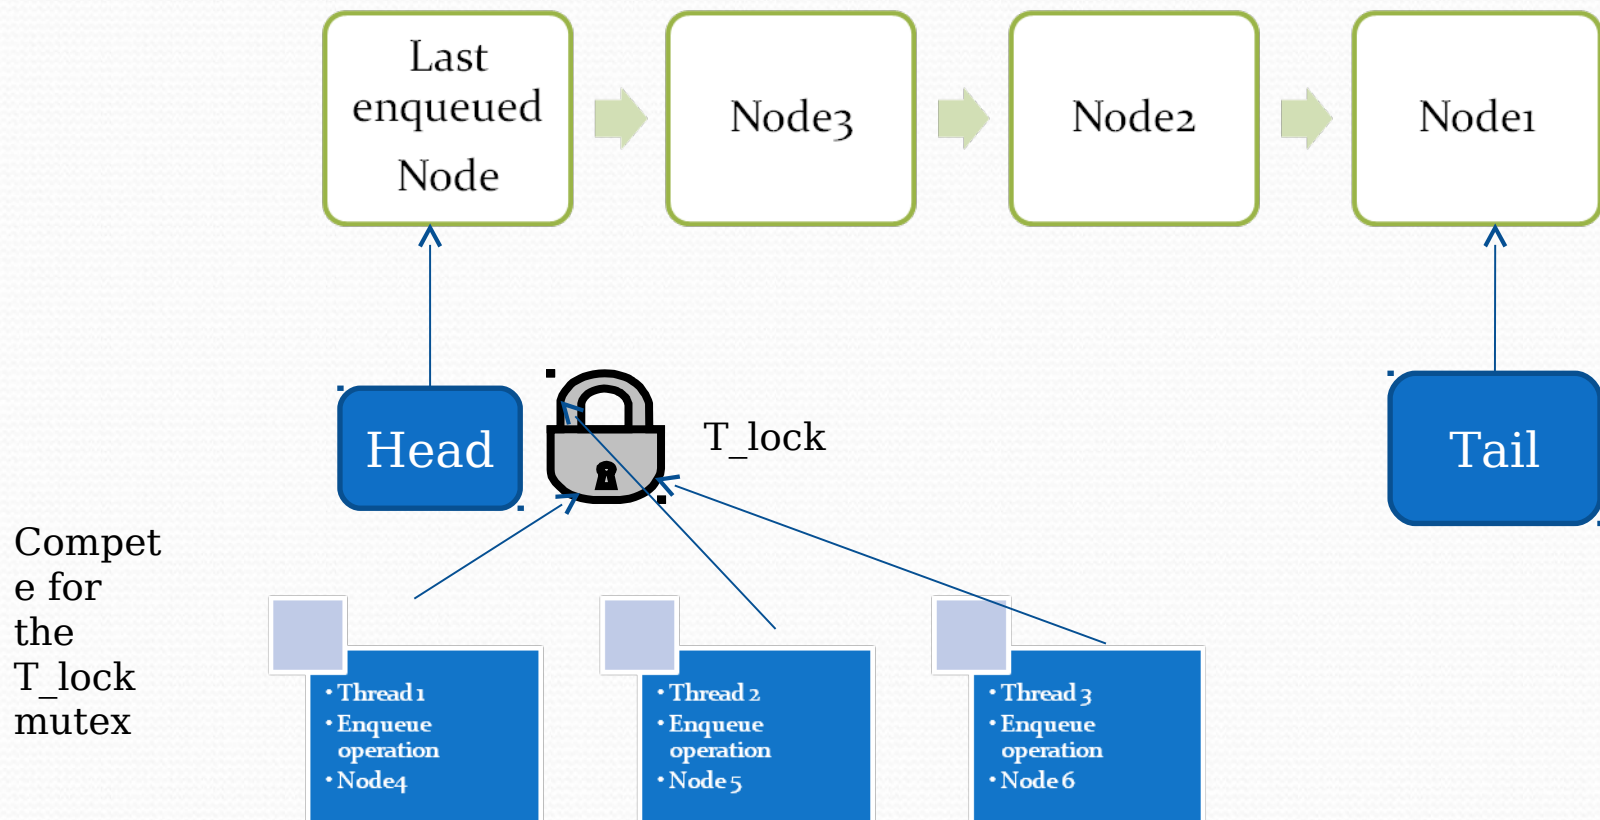 Last
enqueued
Node
Node3
Node2
Node1
Head
T_lock
Tail
Compet
e for
the
T_lock
mutex
• Thread 1
• Enqueue
operation
• Node4
• Thread 2
• Enqueue
operation
• Node 5
• Thread 3
• Enqueue
operation
• Node 6